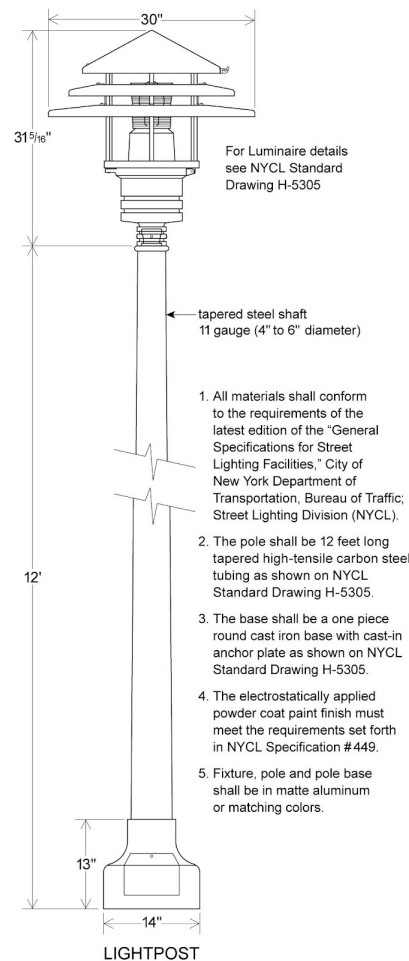 30"
31 5/16"
For Luminaire details
see NYCL Standard
Drawing H-5305
tapered steel shaft
11 gauge (4" to 6" diameter)
1. All materials shall conform
to the requirements of the
latest edition of the “General
Specifications for Street
Lighting Facilities,” City of
New York Department of
Transportation, Bureau of Traffic;
Street Lighting Division (NYCL).
2. The pole shall be 12 feet long
tapered high-tensile carbon steel
tubing as shown on NYCL
Standard Drawing H-5305.
12'
3. The base shall be a one piece
round cast iron base with cast-in
anchor plate as shown on NYCL
Standard Drawing H-5305.
4. The electrostatically applied
powder coat paint finish must
meet the requirements set forth
in NYCL Specification #449.
5. Fixture, pole and pole base
shall be in matte aluminum
or matching colors.
13"
14"
LIGHTPOST